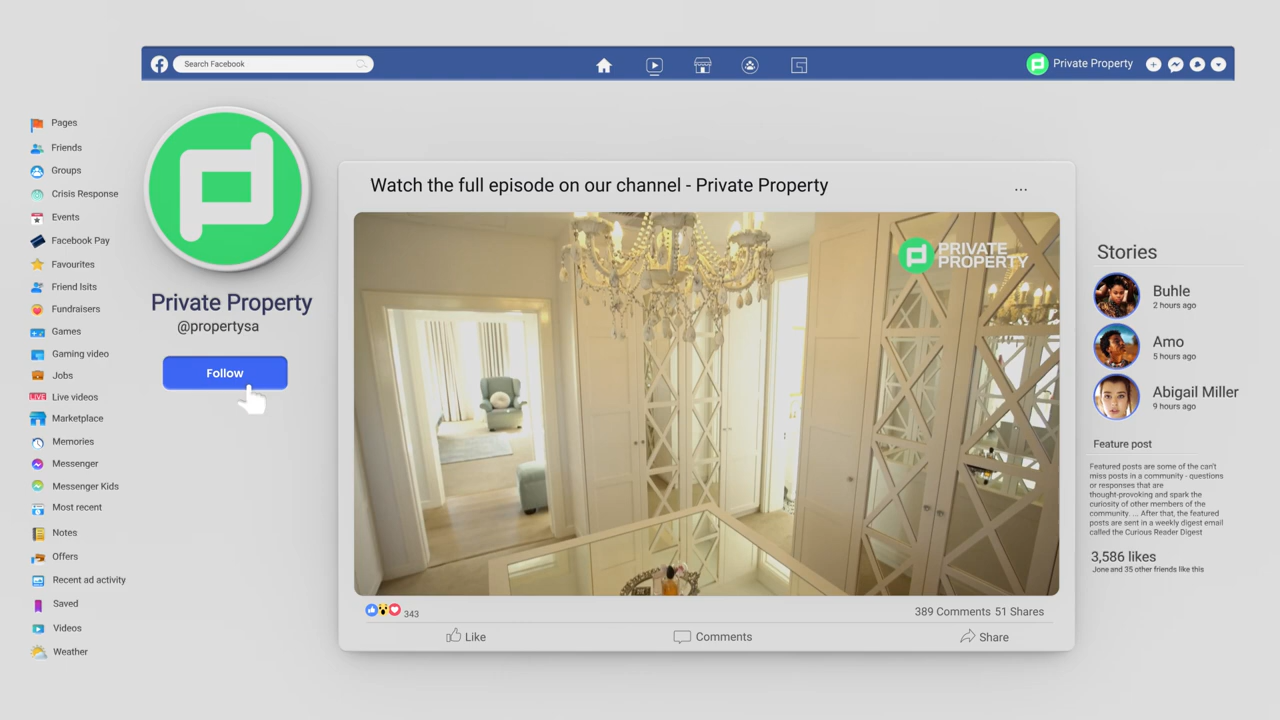 Search Facebook
Private Property
Pages
Friends
Groups
Crisis Response
Events
Facebook Pay
Favourites
Friend lsits
Fundraisers
Games
Gaming video
Jobs
LIVE
Live videos
Marketplace
Memories
Messenger
Messenger Kids
Most recent
Notes
Offers
Recent ad activity
Saved
Videos
Weather
Private Property
@propertysa
Follow
Watch the full episode on our channel - Private Property
...
PRIVATE
PROPERTY
343
389 Comments 51 Shares
Like
Comments
Share
Stories
Buhle
2 hours ago
Amo
5 hours ago
Abigail Miller
9 hours ago
Feature post
Featured posts are some of the can't
miss posts in a community - questions
or responses that are
thought-provoking and spark the
curiosity of other members of the
community. ... After that, the featured
posts are sent in a weekly digest email
called the Curious Reader Digest
3,586 likes
Jone and 35 other friends like this